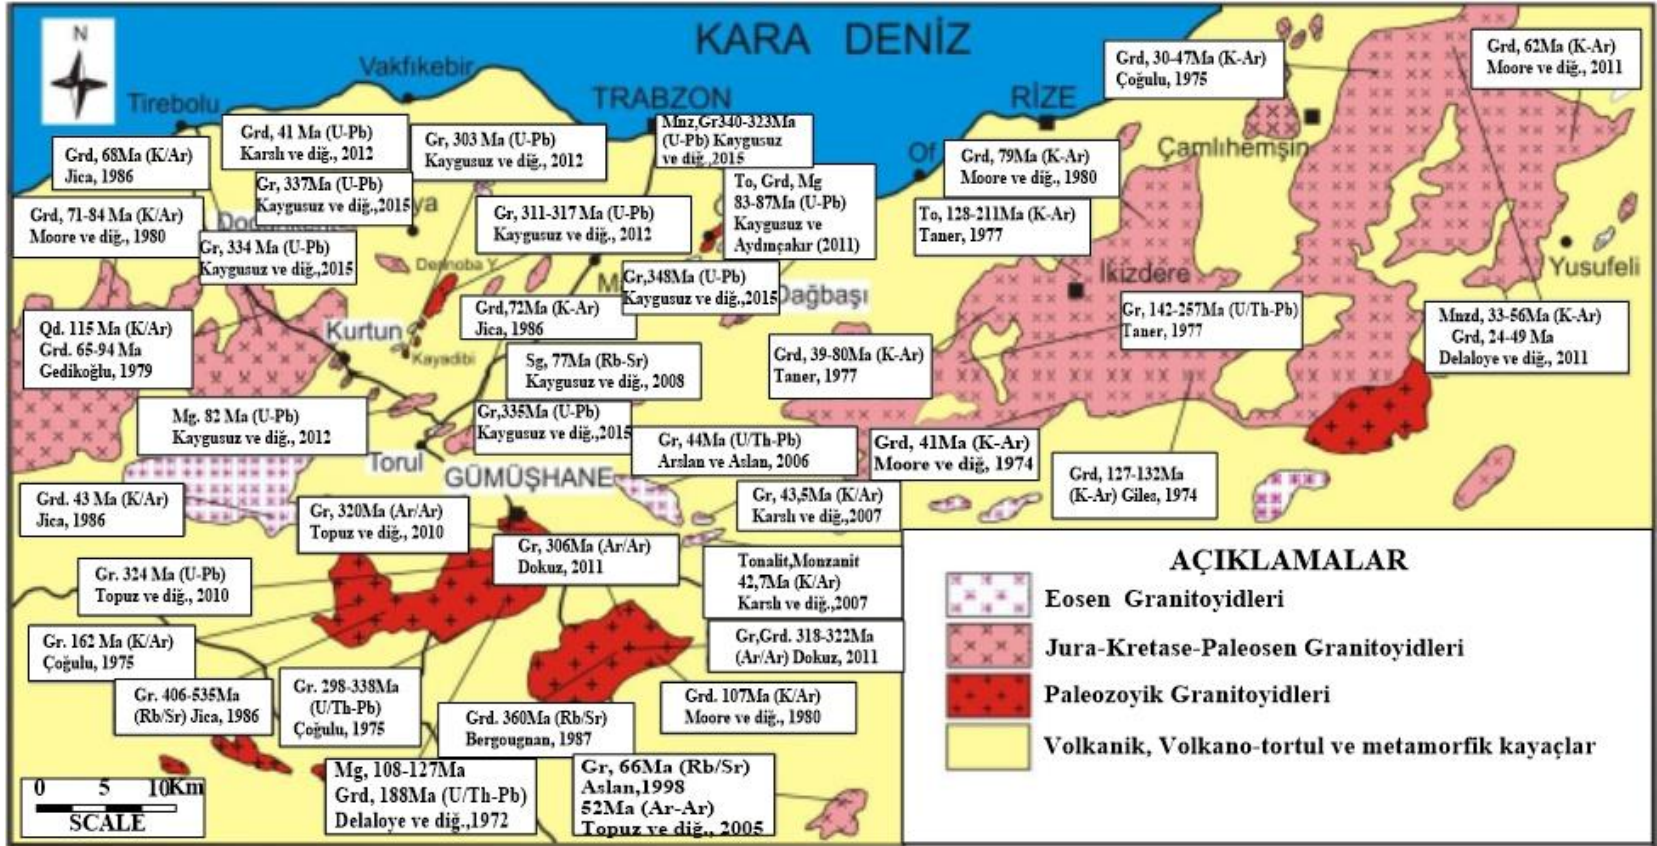 KARA DENİZ
N
Vakfıkebir
Tirebolu
TRABZON
RİZE
Of
Çamlıhemşin
Yusufeli
İkizdere
Dağbaşı
Kurtun
Kayadibi
Torul
GÜMÜŞHANE
Grd, 30-47Ma (K-Ar)
Çoğulu, 1975
Grd, 62Ma (K-Ar)
Moore ve diğ., 2011
Grd, 68Ma (K/Ar)
Jica, 1986
Grd, 41 Ma (U-Pb)
Karslı ve diğ., 2012
Gr, 303 Ma (U-Pb)
Kaygusuz ve diğ., 2012
Mnz,Gr340-323Ma
(U-Pb) Kaygusuz
ve diğ.,2015
Grd, 79Ma (K-Ar)
Moore ve diğ., 1980
Gr, 337Ma (U-Pb)
Kaygusuz ve diğ.,2015
To, Grd, Mg
83-87Ma (U-Pb)
Kaygusuz ve
Aydınçakır (2011)
Grd, 71-84 Ma (K/Ar)
Moore ve diğ., 1980
Gr, 311-317 Ma (U-Pb)
Kaygusuz ve diğ., 2012
To, 128-211Ma (K-Ar)
Taner, 1977
Gr, 334 Ma (U-Pb)
Kaygusuz ve diğ.,2015
Gr,348Ma (U-Pb)
Kaygusuz ve diğ.,2015
Grd,72Ma (K-Ar)
Jica, 1986
Gr, 142-257Ma (U/Th-Pb)
Taner, 1977
Mnzd, 33-56Ma (K-Ar)
Grd, 24-49 Ma
Delaloye ve diğ., 2011
Qd. 115 Ma (K/Ar)
Grd. 65-94 Ma
Gedikoğlu, 1979
Grd, 39-80Ma (K-Ar)
Taner, 1977
Sg, 77Ma (Rb-Sr)
Kaygusuz ve diğ., 2008
Mg. 82 Ma (U-Pb)
Kaygusuz ve diğ., 2012
Gr,335Ma (U-Pb)
Kaygusuz ve diğ.,2015
Gr, 44Ma (U/Th-Pb)
Arslan ve Aslan, 2006
Grd, 41Ma (K-Ar)
Moore ve diğ, 1974
Grd, 127-132Ma
(K-Ar) Giles, 1974
Grd. 43 Ma (K/Ar)
Jica, 1986
Gr, 320Ma (Ar/Ar)
Topuz ve diğ., 2010
Gr, 43,5Ma (K/Ar)
Karslı ve diğ.,2007
Gr, 306Ma (Ar/Ar)
Dokuz, 2011
Tonalit,Monzanit
42,7Ma (K/Ar)
Karslı ve diğ.,2007
Gr. 324 Ma (U-Pb)
Topuz ve diğ., 2010
Gr. 162 Ma (K/Ar)
Çoğulu, 1975
Gr,Grd. 318-322Ma
(Ar/Ar) Dokuz, 2011
Gr. 406-535Ma
(Rb/Sr) Jica, 1986
Gr. 298-338Ma
(U/Th-Pb)
Çoğulu, 1975
Grd. 360Ma (Rb/Sr)
Bergougnan, 1987
Grd. 107Ma (K/Ar)
Moore ve diğ., 1980
Mg, 108-127Ma
Grd, 188Ma (U/Th-Pb)
Delaloye ve diğ.,1972
Gr, 66Ma (Rb/Sr)
Aslan,1998
52Ma (Ar-Ar)
Topuz ve diğ., 2005
0 5 10Km
SCALE
AÇIKLAMALAR
Eosen Granitoyidleri
Jura-Kretase-Paleosen Granitoyidleri
Paleozoyik Granitoyidleri
Volkanik, Volkano-tortul ve metamorfik kayaçlar